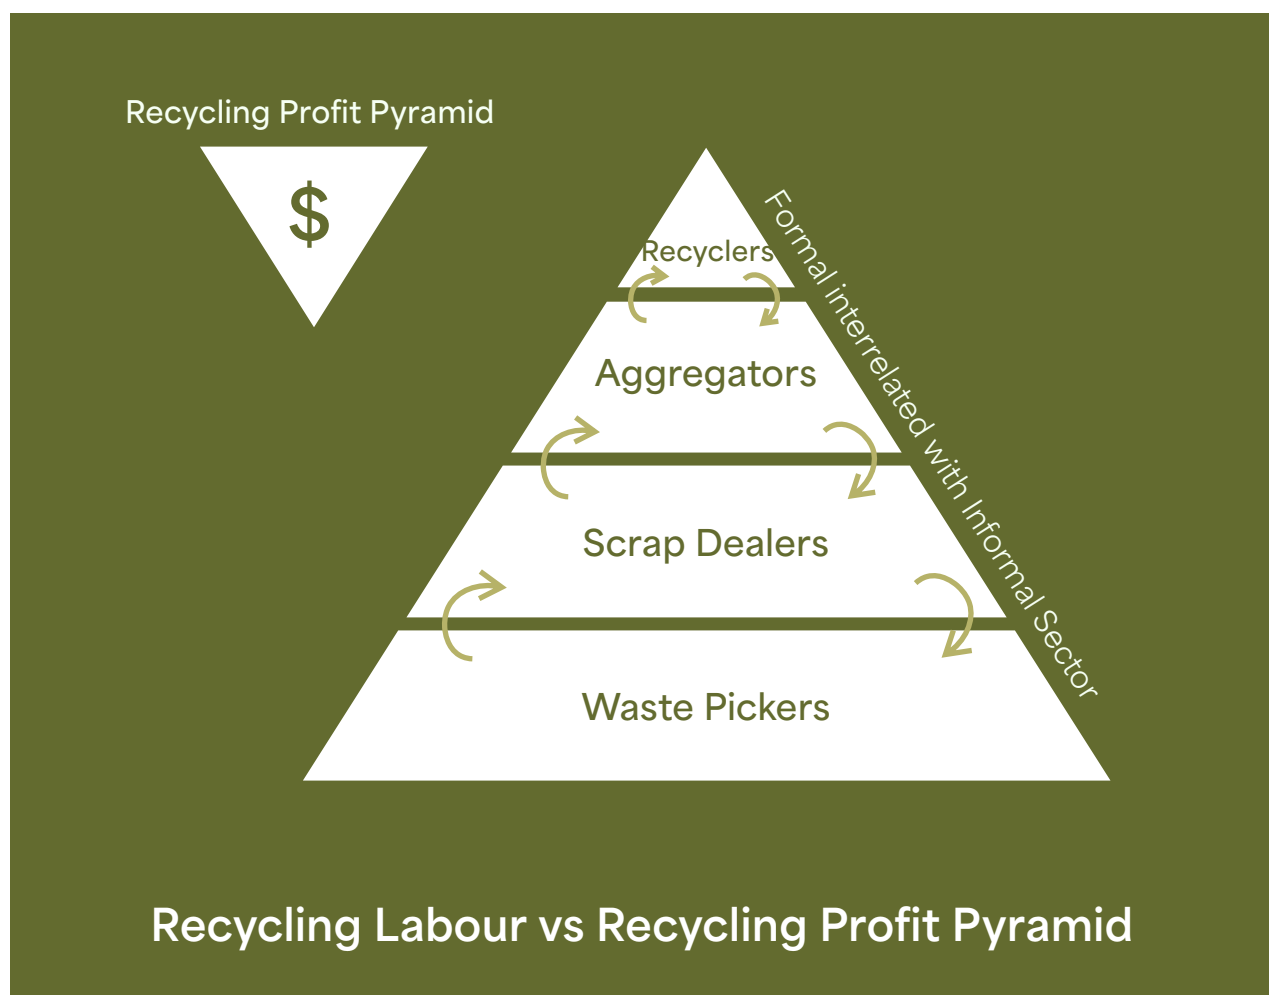 Recycling Profit Pyramid
$
Recyclers
Formal interrelated with Informal Sector
Aggregators
Scrap Dealers
Waste Pickers
Recycling Labour vs Recycling Profit Pyramid